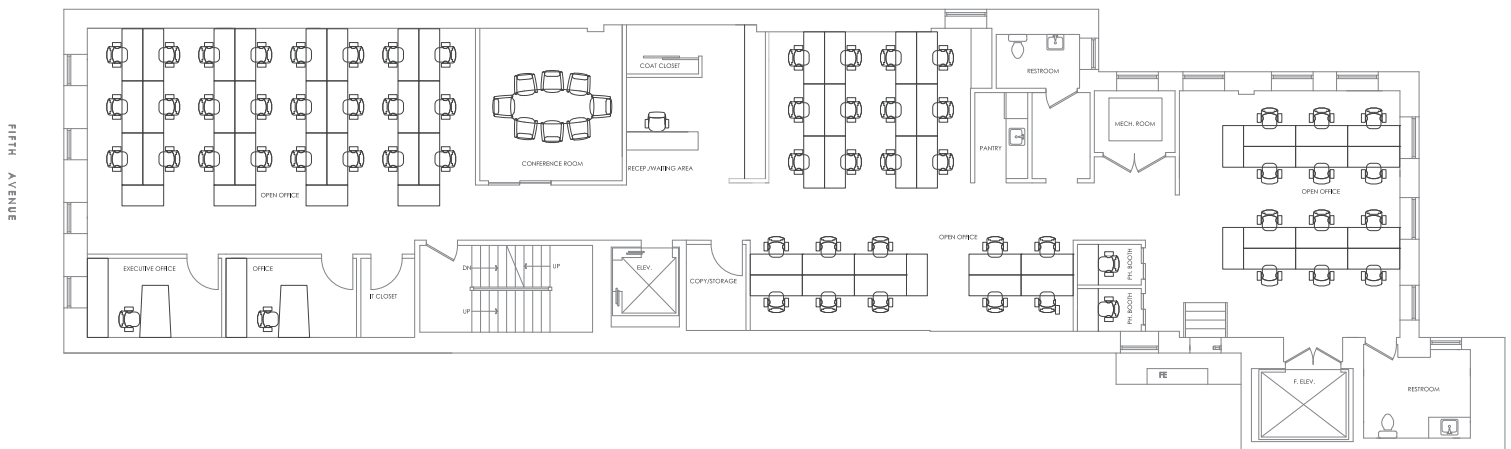 FIFTH AVENUE
COAT CLOSET
RESTROOM
MECH. ROOM
PANTRY
CONFERENCE ROOM
RECEP./WAITING AREA
OPEN OFFICE
OPEN OFFICE
OPEN OFFICE
EXECUTIVE OFFICE
OFFICE
IT CLOSET
DN
UP
UP
ELEV.
COPY/STORAGE
PH. BOOTH
PH. BOOTH
FE
F. ELEV.
RESTROOM